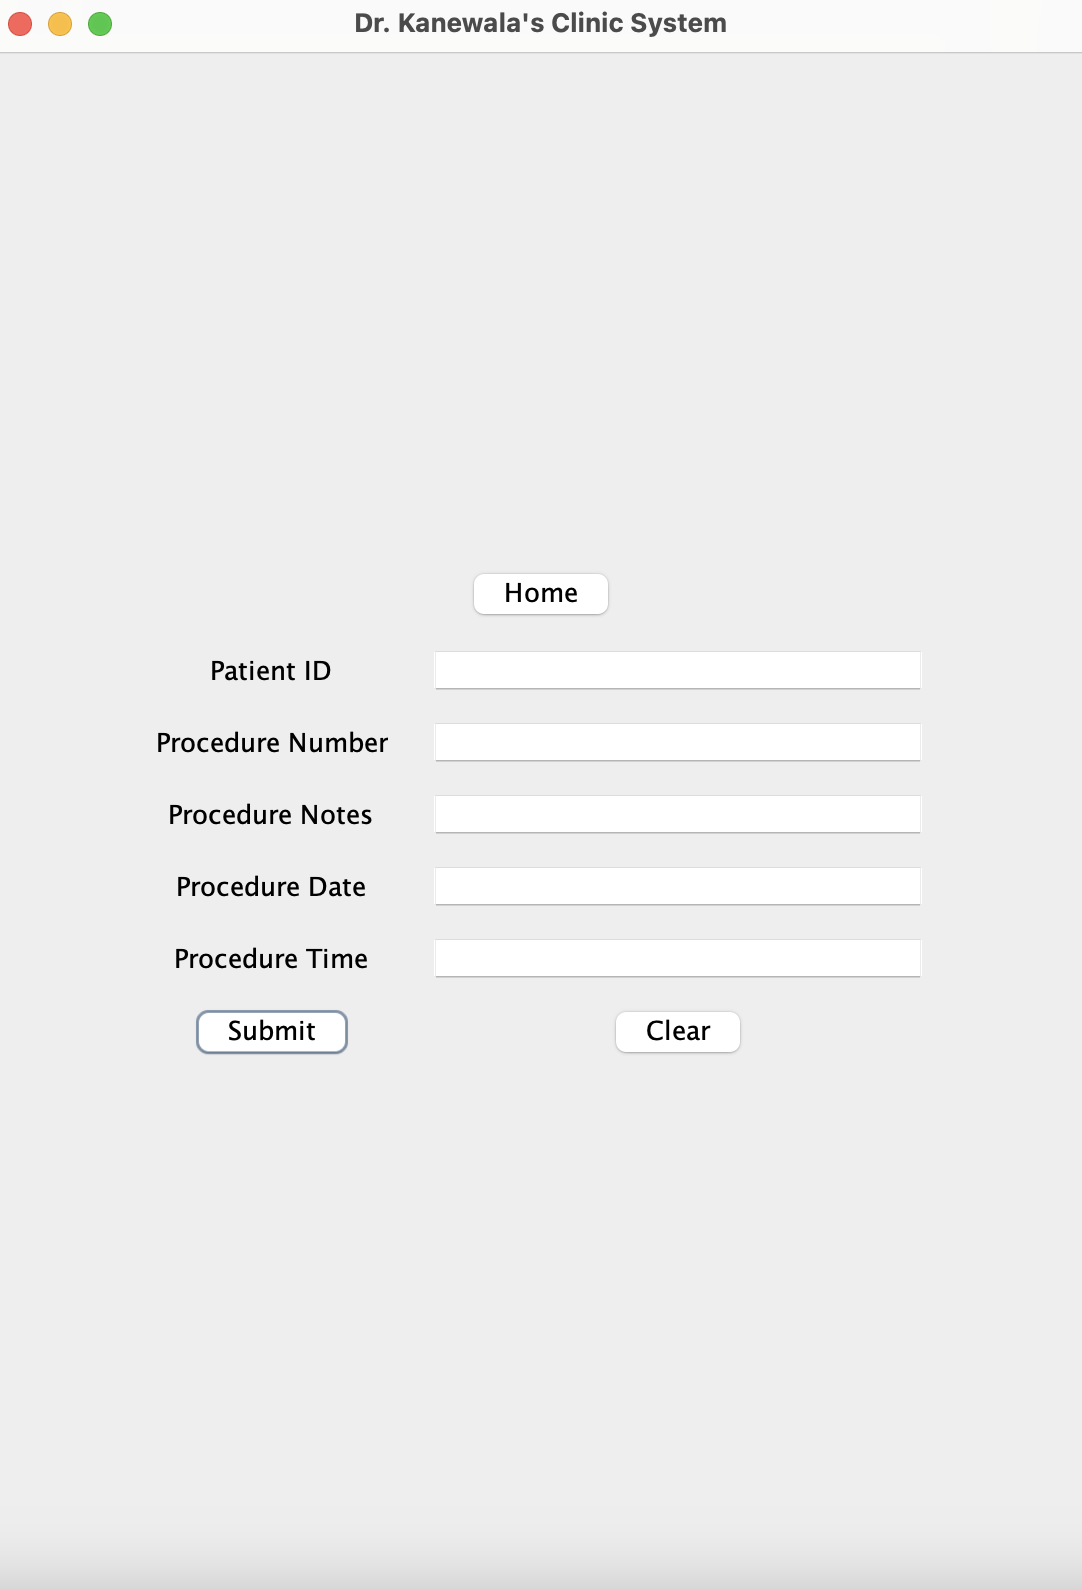 Dr. Kanewala's Clinic System
Home
Patient ID
Procedure Number
Procedure Notes
Procedure Date
Procedure Time
Submit Clear